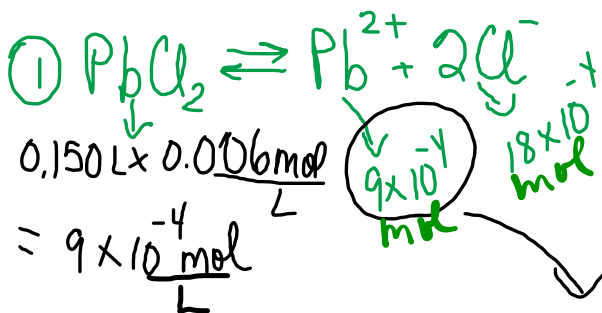 ① PbCl₂ ⇌ Pb²⁺ + 2Cl⁻
0.150 L x 0.006 mol/L
9 x 10⁻⁴ mol
18 x 10⁻⁴ mol
= 9 x 10⁻⁴ mol/L